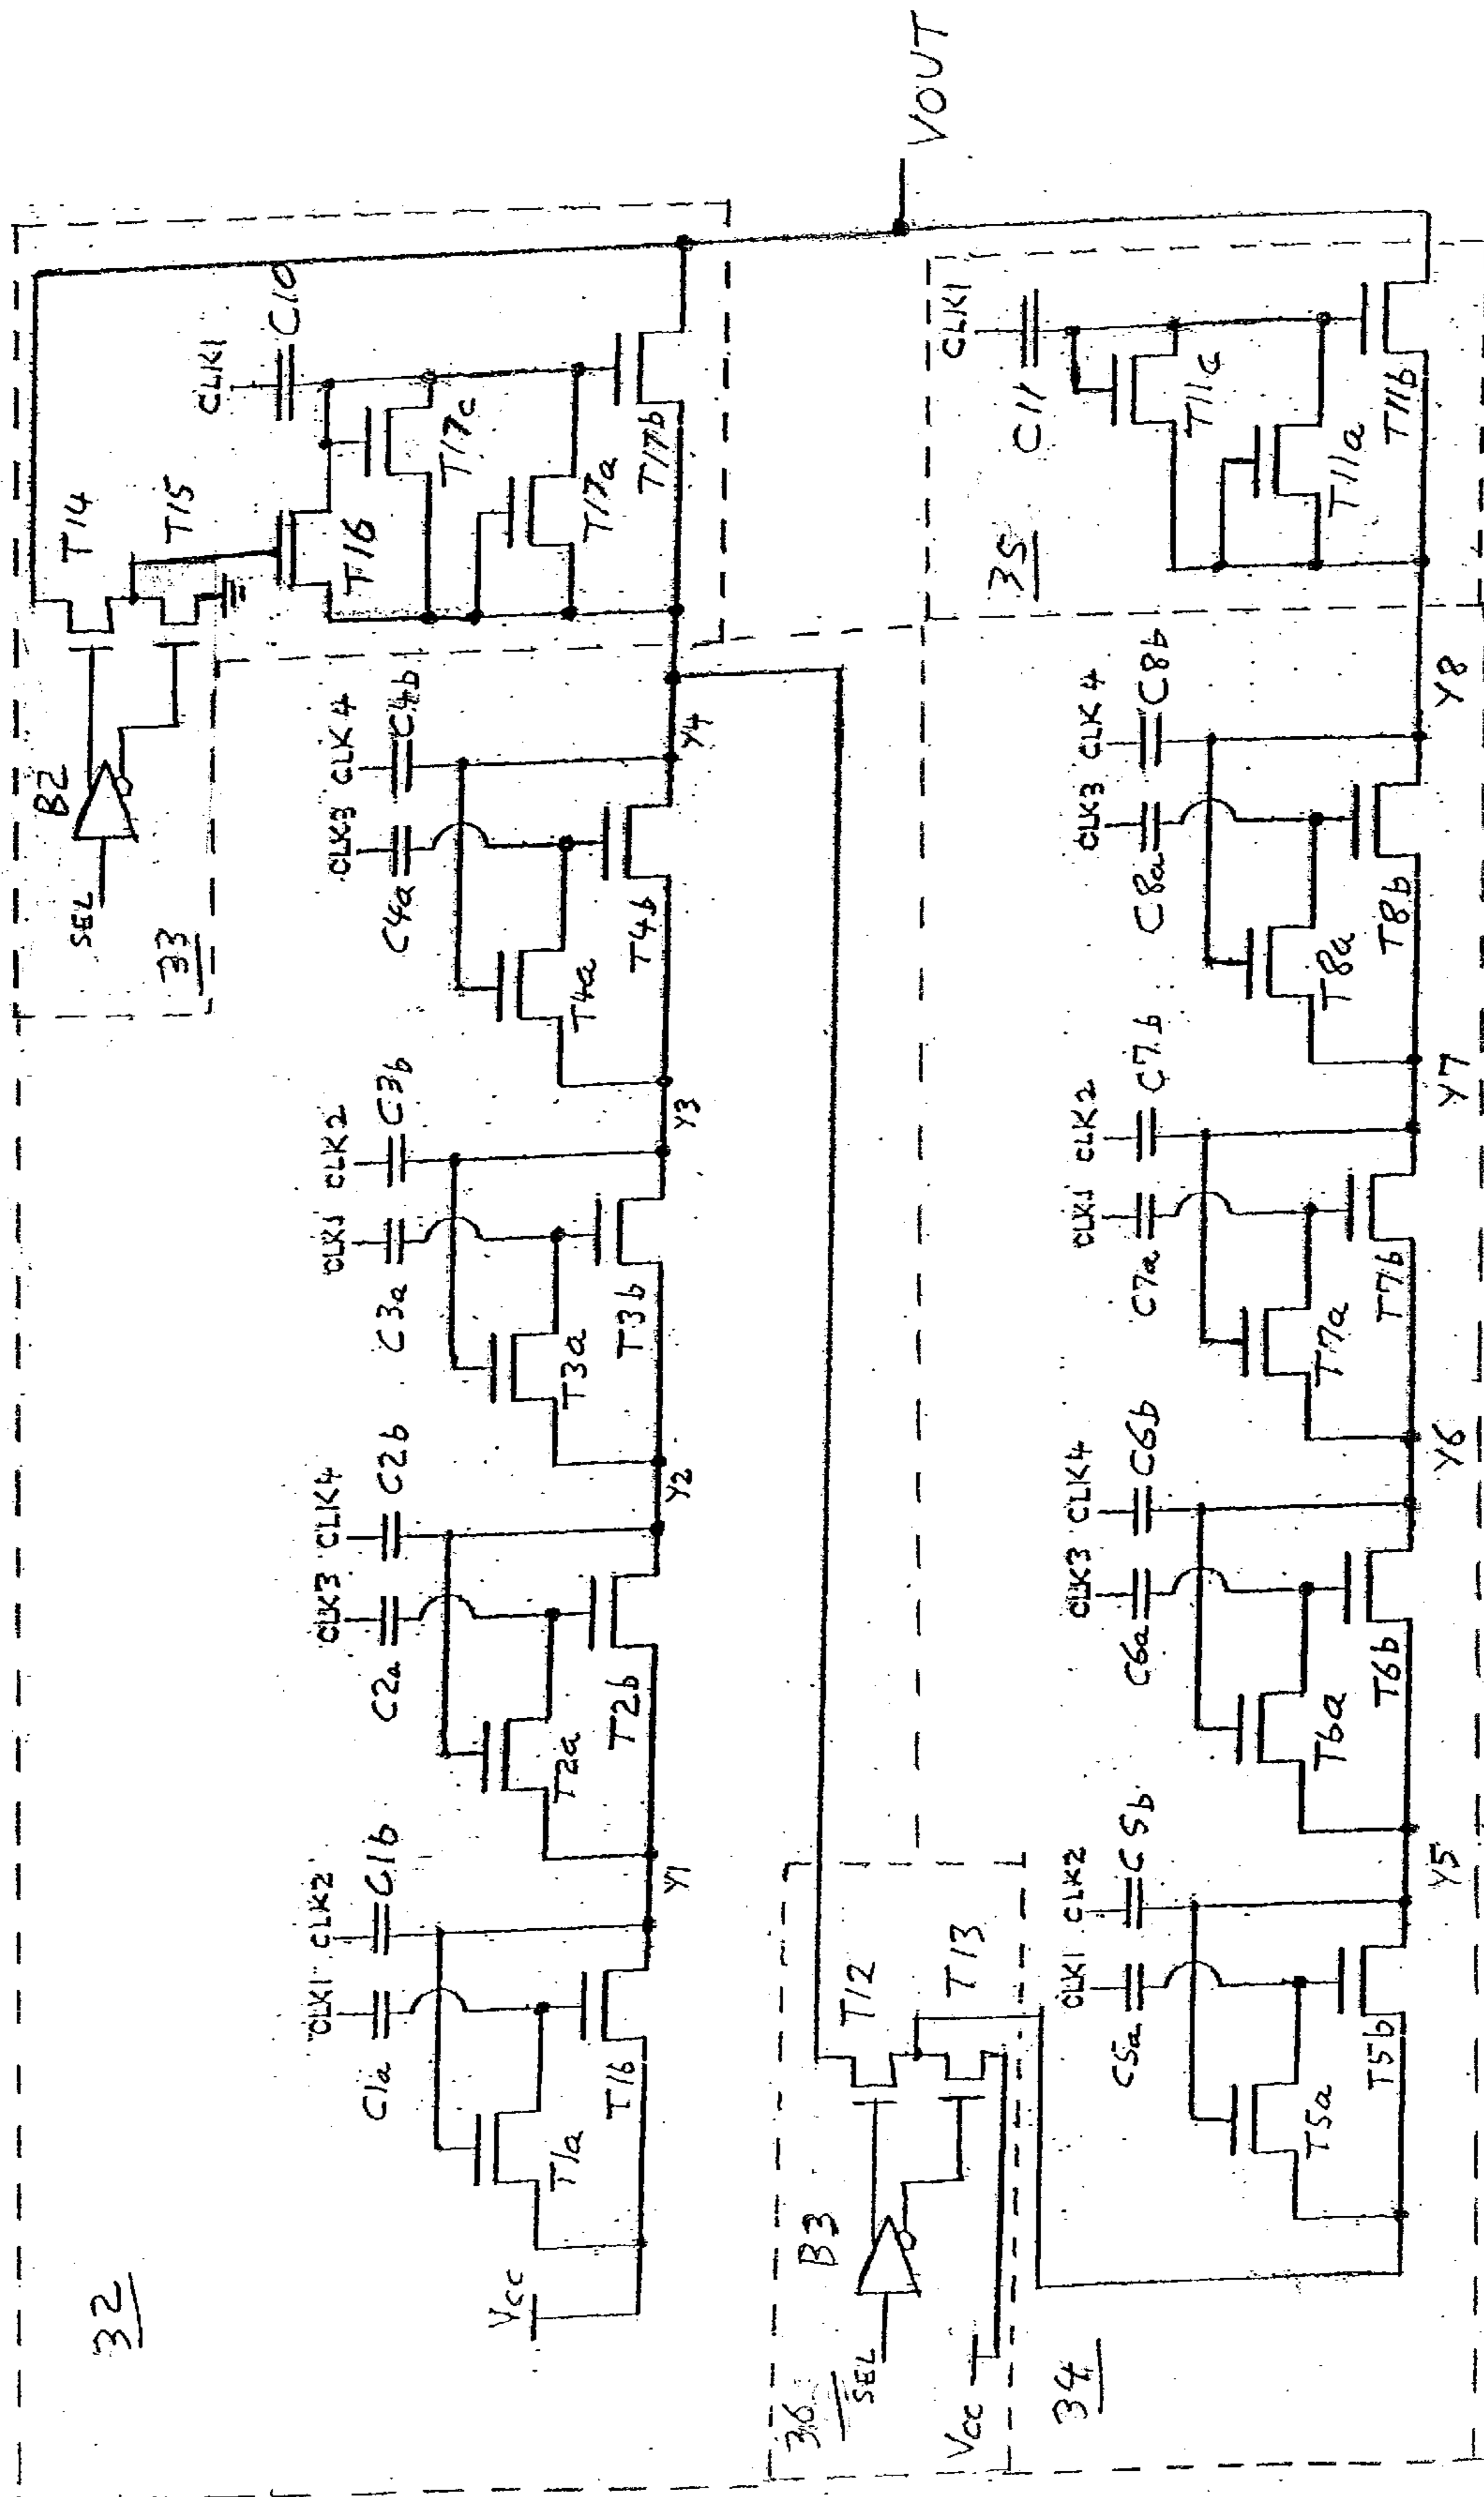 SEL
B2
T14
T15
33
T16
CLK1
C10
T17c
T17a
T17b
VOUT
32
Vcc
CLK1 CLK2
C1a
C1b
T1a
T1b
Y1
CLK3 CLK4
C2a
C2b
T2a
T2b
Y2
CLK1 CLK2
C3a
C3b
T3a
T3b
Y3
CLK3 CLK4
C4a
C4b
T4a
T4b
Y4
36
SEL
B3
T12
T13
Vcc
34
CLK1 CLK2
C5a
C5b
T5a
T5b
Y5
CLK3 CLK4
C6a
C6b
T6a
T6b
Y6
CLK1 CLK2
C7a
C7b
T7a
T7b
Y7
CLK3 CLK4
C8a
C8b
T8a
T8b
Y8
35
CLK1
C11
T11c
T11a
T11b